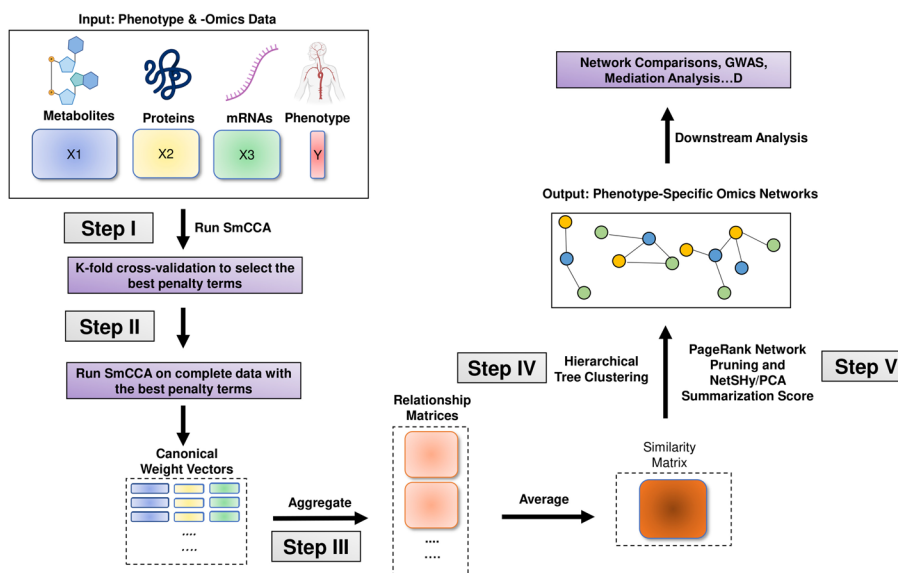 Input: Phenotype & -Omics Data
Metabolites
Proteins
mRNAs
Phenotype
X1
X2
X3
Y
Step I
Run SmCCA
K-fold cross-validation to select the
best penalty terms
Step II
Run SmCCA on complete data with
the best penalty terms
Canonical
Weight Vectors
....
....
Aggregate
Step III
Relationship
Matrices
....
....
Average
Similarity
Matrix
Step IV
Hierarchical
Tree Clustering
PageRank Network
Pruning and
NetSHy/PCA
Summarization Score
Step V
Output: Phenotype-Specific Omics Networks
Downstream Analysis
Network Comparisons, GWAS,
Mediation Analysis…D